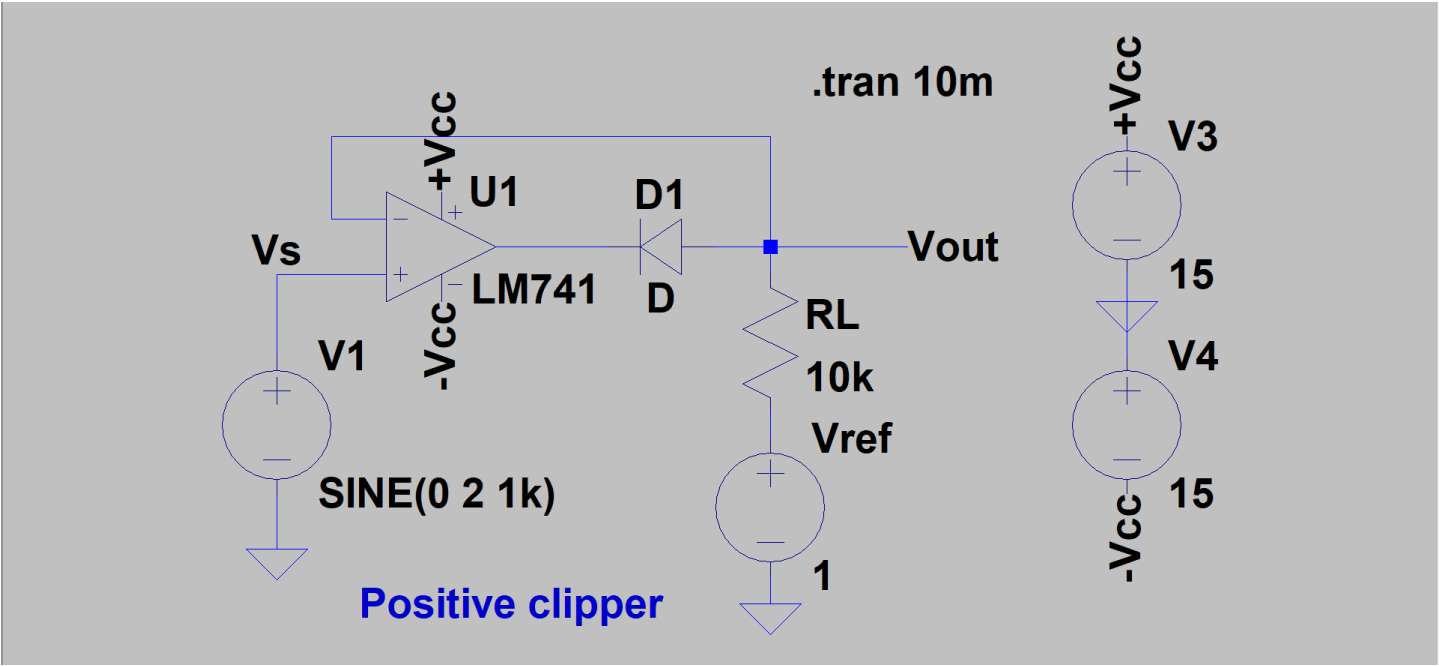 .tran 10m
+Vcc
U1
LM741
-Vcc
Vs
V1
SINE(0 2 1k)
D1
D
Vout
RL
10k
Vref
1
+Vcc
V3
15
V4
15
-Vcc
Positive clipper